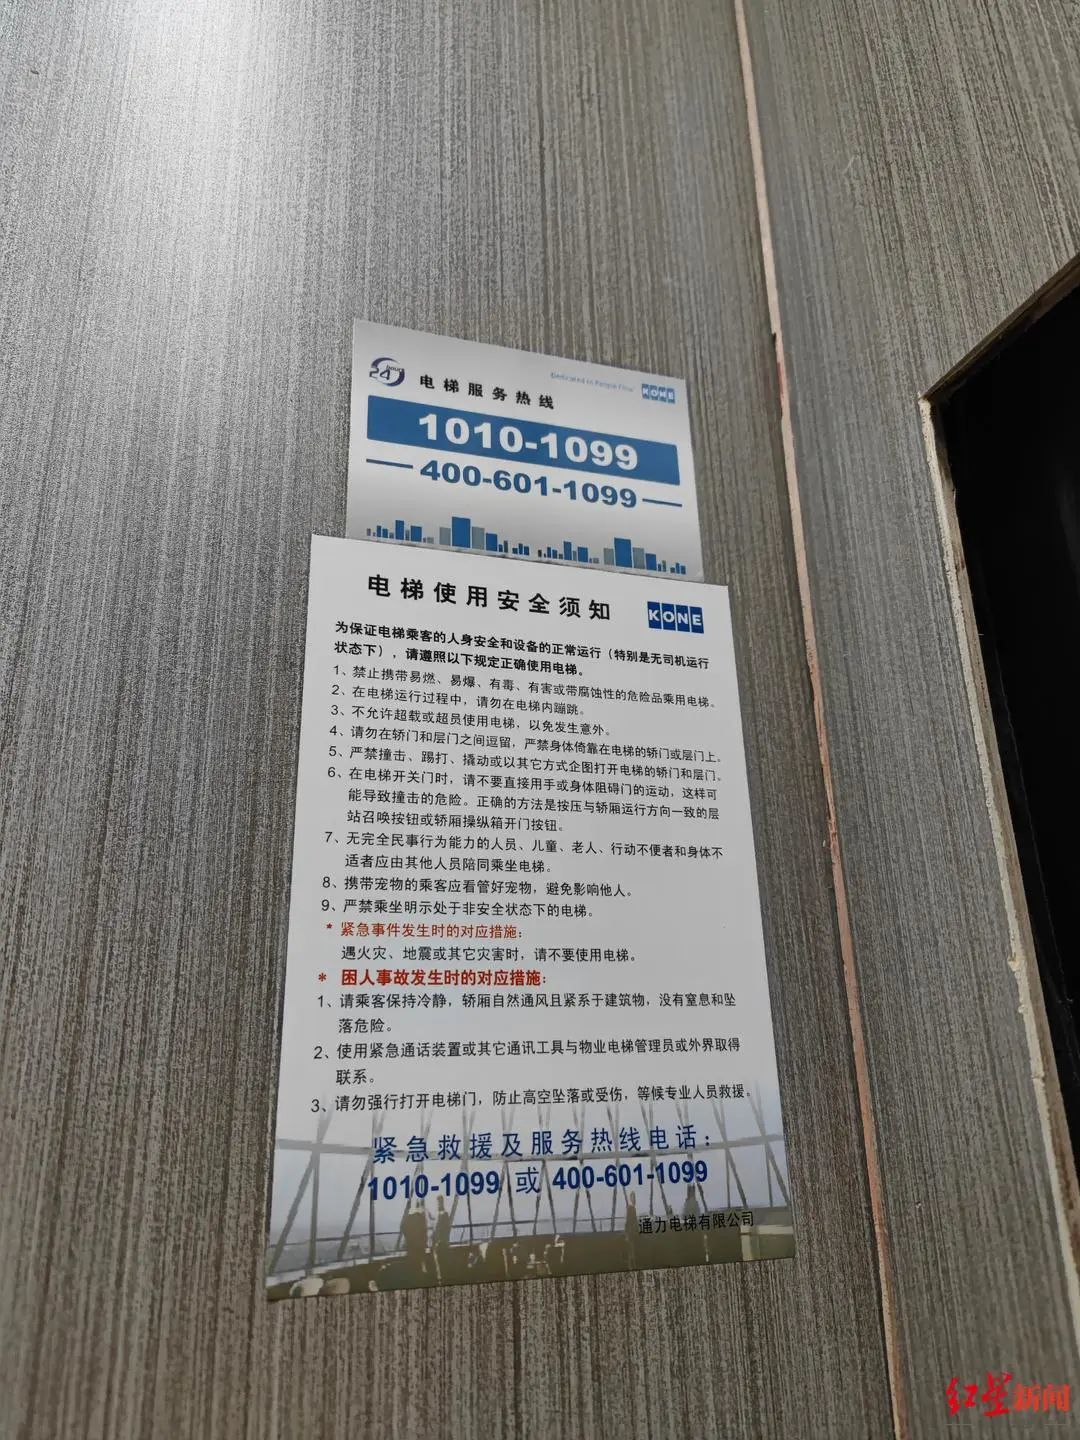 24 hours
电梯服务热线
Dedicated to People Flow
KONE
1010-1099
400-601-1099
电梯使用安全须知
KONE
为保证电梯乘客的人身安全和设备的正常运行（特别是无司机运行
状态下），请遵照以下规定正确使用电梯。
1、禁止携带易燃、易爆、有毒、有害或带腐蚀性的危险品乘用电梯。
2、在电梯运行过程中，请勿在电梯内蹦跳。
3、不允许超载或超员使用电梯，以免发生意外。
4、请勿在轿门和层门之间逗留，严禁身体倚靠在电梯的轿门或层门上。
5、严禁撞击、踢打、撬动或以其它方式企图打开电梯的轿门和层门。
6、在电梯开关门时，请不要直接用手或身体阻碍门的运动，这样可
能导致撞击的危险。正确的方法是按压与轿厢运行方向一致的层
站召唤按钮或轿厢操纵箱开门按钮。
7、无完全民事行为能力的人员、儿童、老人、行动不便者和身体不
适者应由其他人员陪同乘坐电梯。
8、携带宠物的乘客应看管好宠物，避免影响他人。
9、严禁乘坐明示处于非安全状态下的电梯。
* 紧急事件发生时的对应措施：
遇火灾、地震或其它灾害时，请不要使用电梯。
* 困人事故发生时的对应措施：
1、请乘客保持冷静，轿厢自然通风且紧系于建筑物，没有窒息和坠
落危险。
2、使用紧急通话装置或其它通讯工具与物业电梯管理员或外界取得
联系。
3、请勿强行打开电梯门，防止高空坠落或受伤，等候专业人员救援。
紧急救援及服务热线电话：
1010-1099 或 400-601-1099
通力电梯有限公司
红星新闻